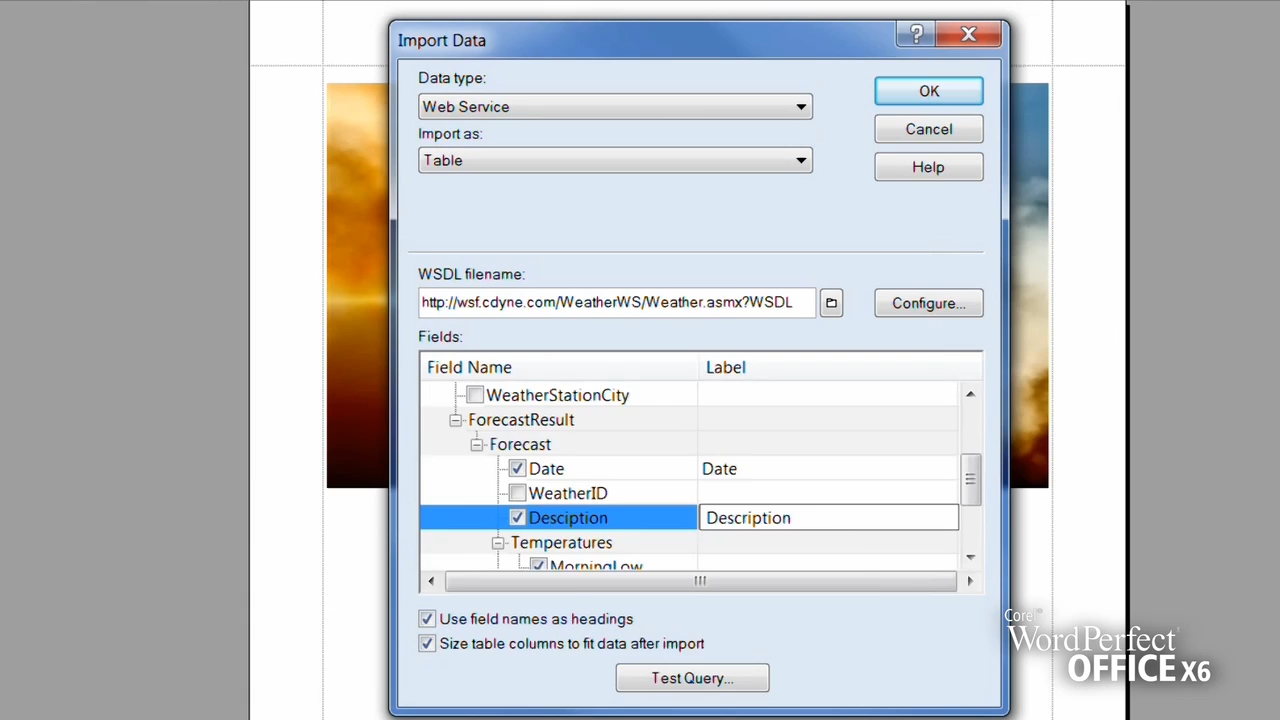 Import Data
Data type:
Web Service
OK
Import as:
Cancel
Table
Help
WSDL filename:
http://wsf.cdyne.com/WeatherWS/Weather.asmx?WSDL
Configure...
Fields:
Field Name Label
WeatherStationCity
ForecastResult
Forecast
Date Date
WeatherID
Desciption Description
Temperatures
MorningLow
Use field names as headings
Size table columns to fit data after import
Test Query...
Corel
WordPerfect
OFFICE X6